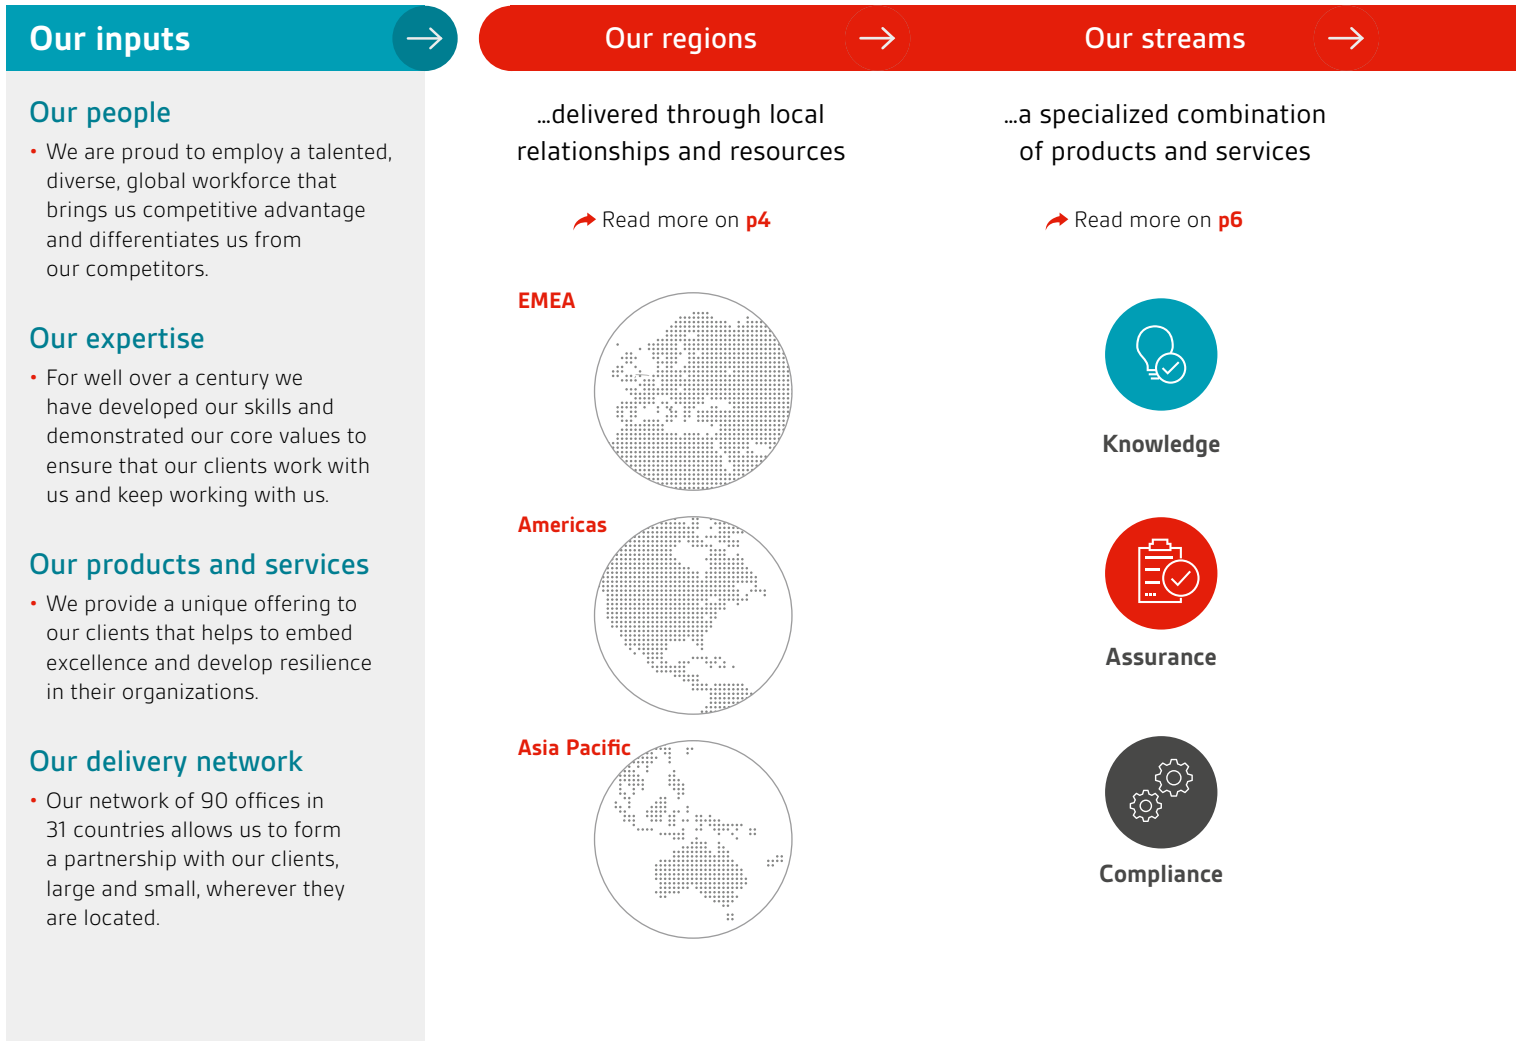 Our inputs
Our people
• We are proud to employ a talented,
diverse, global workforce that
brings us competitive advantage
and differentiates us from
our competitors.
Our expertise
• For well over a century we
have developed our skills and
demonstrated our core values to
ensure that our clients work with
us and keep working with us.
Our products and services
• We provide a unique offering to
our clients that helps to embed
excellence and develop resilience
in their organizations.
Our delivery network
• Our network of 90 offices in
31 countries allows us to form
a partnership with our clients,
large and small, wherever they
are located.
Our regions
...delivered through local
relationships and resources
Read more on p4
EMEA
Americas
Asia Pacific
Our streams
...a specialized combination
of products and services
Read more on p6
Knowledge
Assurance
Compliance